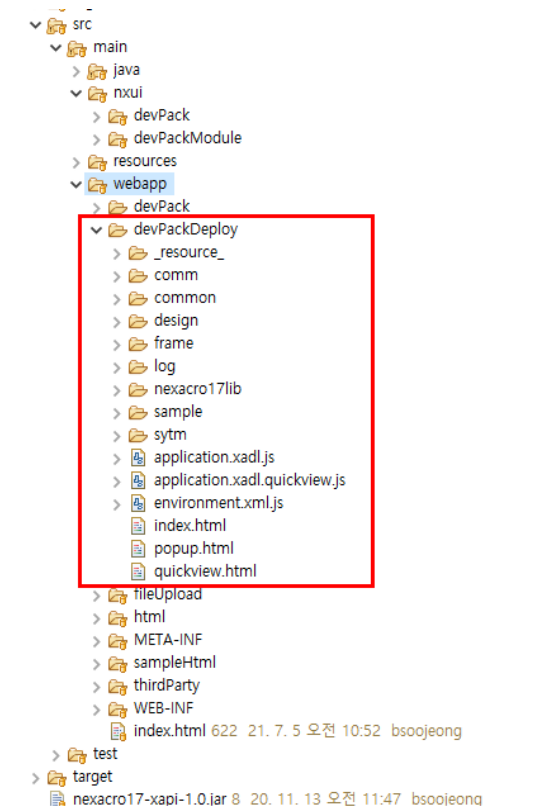 src
main
java
nxui
devPack
devPackModule
resources
webapp
devPack
devPackDeploy
_resource_
comm
common
design
frame
log
nexacro17lib
sample
sytm
application.xadl.js
application.xadl.quickview.js
environment.xml.js
index.html
popup.html
quickview.html
fileUpload
html
META-INF
sampleHtml
thirdParty
WEB-INF
index.html 622 21. 7. 5 오전 10:52 bsoojeong
test
target
nexacro17-xapi-1.0.jar 8 20. 11. 13 오전 11:47 bsoojeong